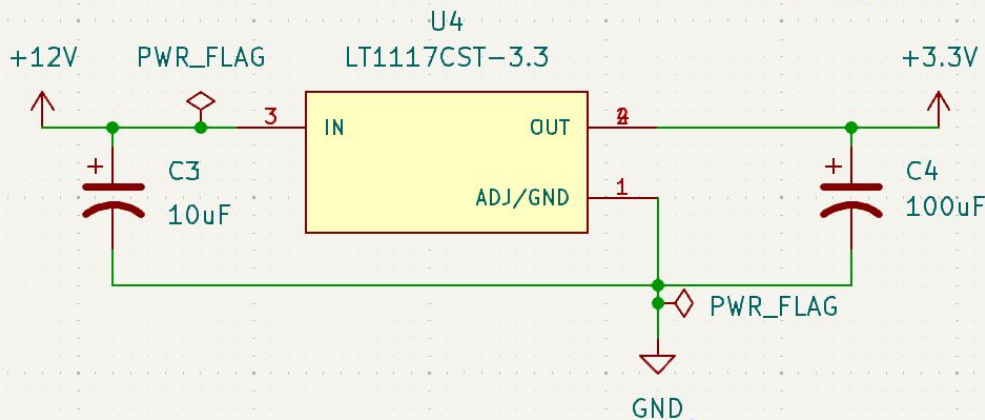 U4
+12V PWR_FLAG LT1117CST-3.3 +3.3V
3 IN OUT
+ C3 ADJ/GND 1 + C4
10uF 100uF
PWR_FLAG
GND